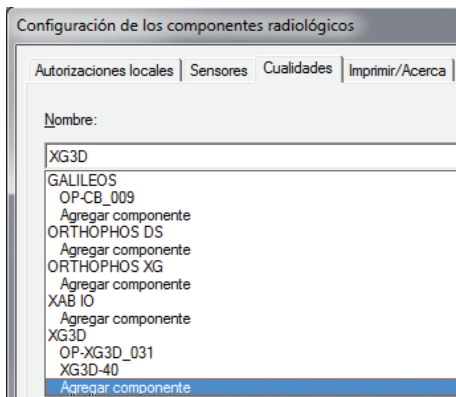 Configuración de los componentes radiológicos
Autorizaciones locales Sensores Cualidades Imprimir/Acerca
Nombre:
XG3D
GALILEOS
OP-CB_009
Agregar componente
ORTHOPHOS DS
Agregar componente
ORTHOPHOS XG
Agregar componente
XAB IO
Agregar componente
XG3D
OP-XG3D_031
XG3D-40
Agregar componente